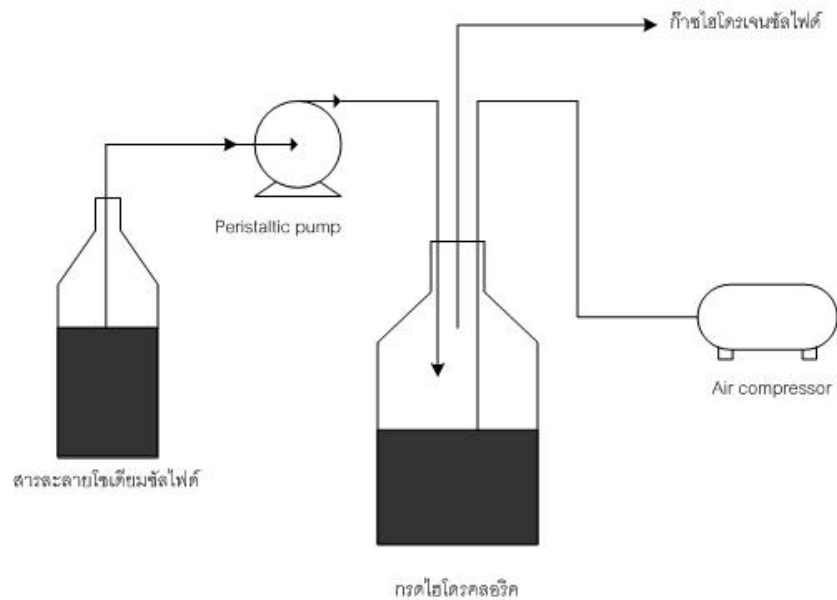 ก๊าซไฮโดรเจนซัลไฟด์
Peristaltic pump
Air compressor
สารละลายโซเดียมซัลไฟด์
กรดไฮโดรคลอริค